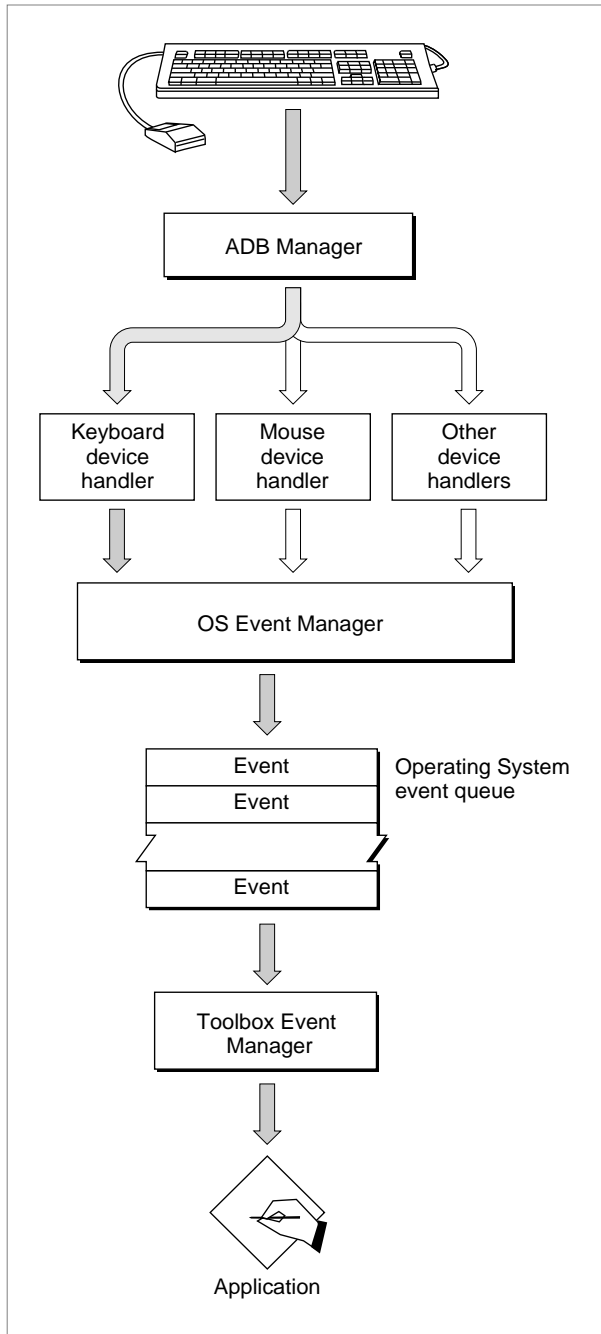 ADB Manager
Keyboard
device
handler
Mouse
device
handler
Other
device
handlers
OS Event Manager
Event
Event
Event
Operating System
event queue
Toolbox Event
Manager
Application